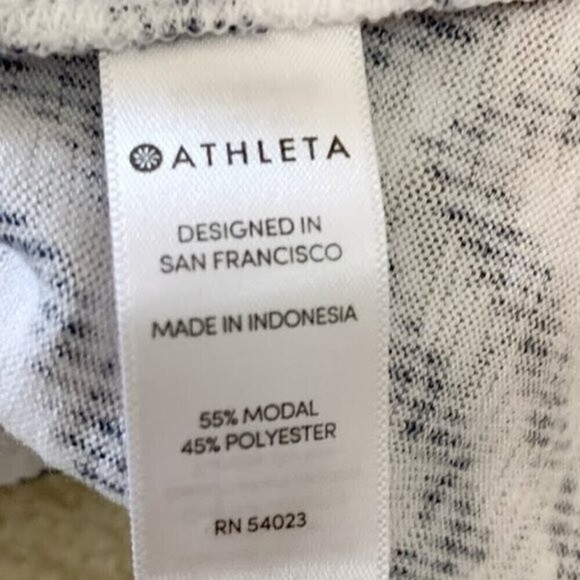 ATHLETA
DESIGNED IN
SAN FRANCISCO
MADE IN INDONESIA
55% MODAL
45% POLYESTER
RN 54023